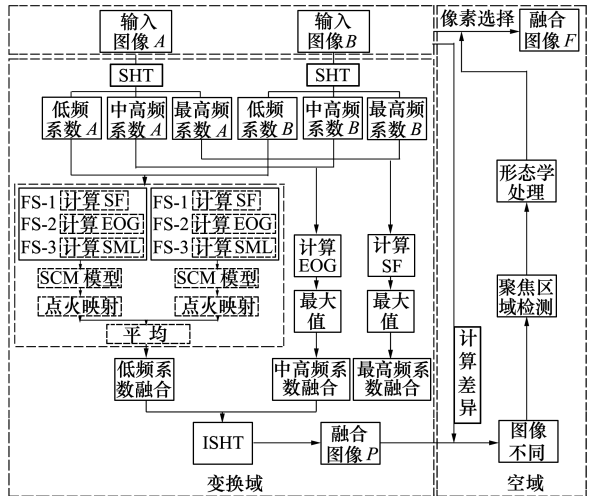 输入
图像A
输入
图像B
像素选择
融合
图像F
SHT
SHT
低频
系数A
中高频
系数A
最高频
系数A
低频
系数B
中高频
系数B
最高频
系数B
FS-1 计算SF
FS-2 计算EOG
FS-3 计算SML
FS-1 计算SF
FS-2 计算EOG
FS-3 计算SML
SCM模型
SCM模型
点火映射
点火映射
平均
计算
EOG
计算
SF
最大
值
最大
值
低频系
数融合
中高频系
数融合
最高频系
数融合
ISHT
融合
图像P
计算差异
图像
不同
聚焦区
域检测
形态学
处理
变换域
空域